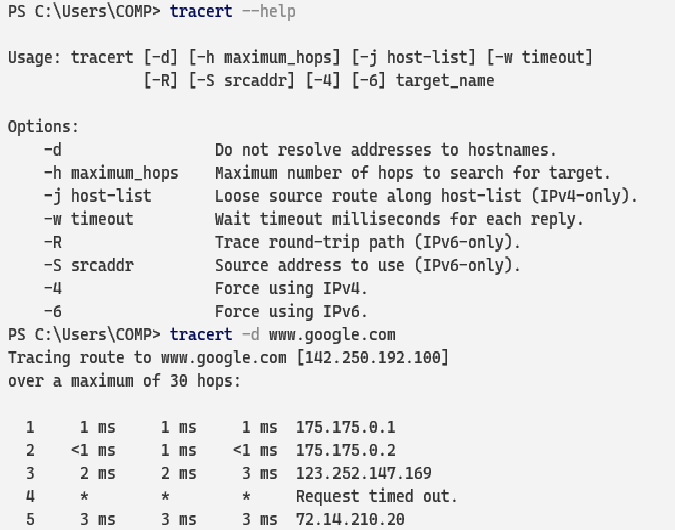 PS C:\Users\COMP> tracert --help
Usage: tracert [-d] [-h maximum_hops] [-j host-list] [-w timeout]
               [-R] [-S srcaddr] [-4] [-6] target_name
Options:
    -d                 Do not resolve addresses to hostnames.
    -h maximum_hops    Maximum number of hops to search for target.
    -j host-list       Loose source route along host-list (IPv4-only).
    -w timeout         Wait timeout milliseconds for each reply.
    -R                 Trace round-trip path (IPv6-only).
    -S srcaddr         Source address to use (IPv6-only).
    -4                 Force using IPv4.
    -6                 Force using IPv6.
PS C:\Users\COMP> tracert -d www.google.com
Tracing route to www.google.com [142.250.192.100]
over a maximum of 30 hops:
  1     1 ms     1 ms     1 ms  175.175.0.1
  2    <1 ms     1 ms    <1 ms  175.175.0.2
  3     2 ms     2 ms     3 ms  123.252.147.169
  4     *        *        *     Request timed out.
  5     3 ms     3 ms     3 ms  72.14.210.20